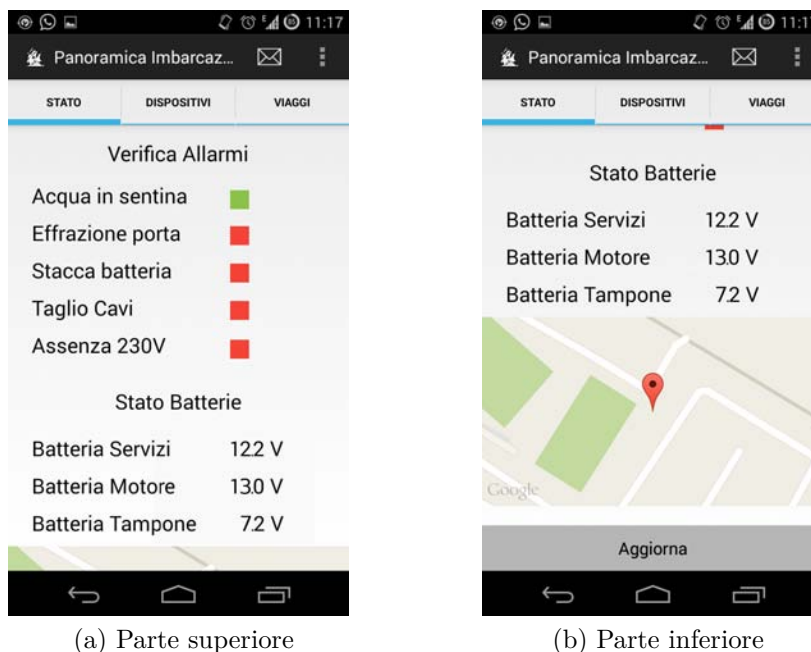 11:17
Panoramica Imbarcaz...
STATO DISPOSITIVI VIAGGI
Verifica Allarmi
Acqua in sentina
Effrazione porta
Stacca batteria
Taglio Cavi
Assenza 230V
Stato Batterie
Batteria Servizi 12.2 V
Batteria Motore 13.0 V
Batteria Tampone 7.2 V
(a) Parte superiore
11:17
Panoramica Imbarcaz...
STATO DISPOSITIVI VIAGGI
Stato Batterie
Batteria Servizi 12.2 V
Batteria Motore 13.0 V
Batteria Tampone 7.2 V
Google
Aggiorna
(b) Parte inferiore